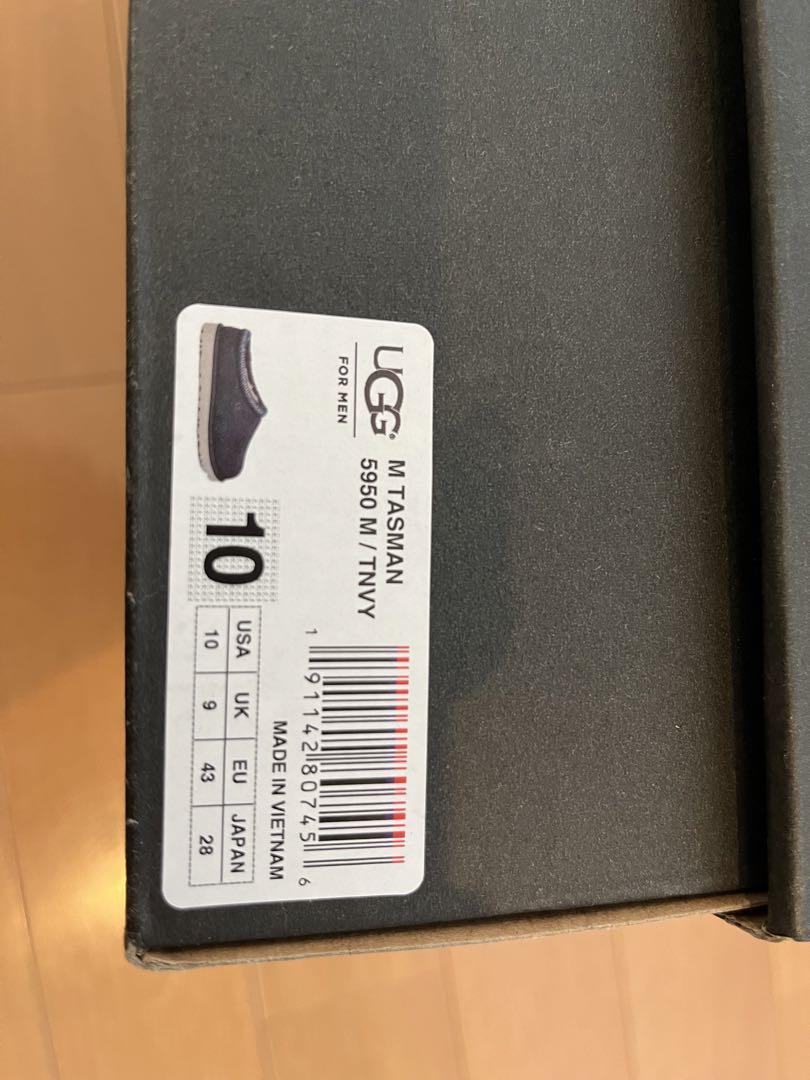 UGG®
FOR MEN
M TASMAN
5950 M / TNVY
1 91142 80745 6
MADE IN VIETNAM
10
USA UK EU JAPAN
10 9 43 28